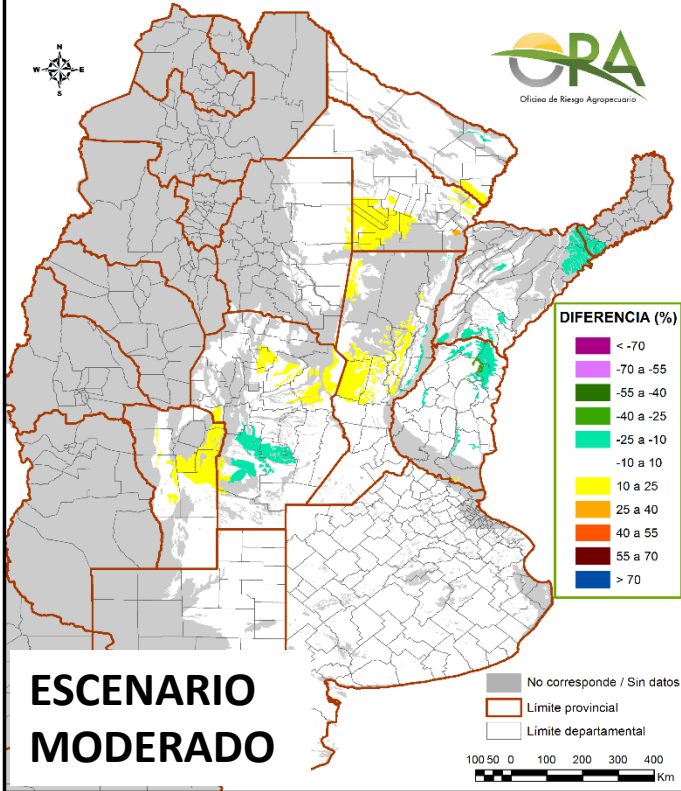 N
W E
S
OPA
Oficina de Riesgo Agropecuario
DIFERENCIA (%)
< -70
-70 a -55
-55 a -40
-40 a -25
-25 a -10
-10 a 10
10 a 25
25 a 40
40 a 55
55 a 70
> 70
ESCENARIO
MODERADO
No corresponde / Sin datos
Límite provincial
Límite departamental
100 50 0 100 200 300 400
Km